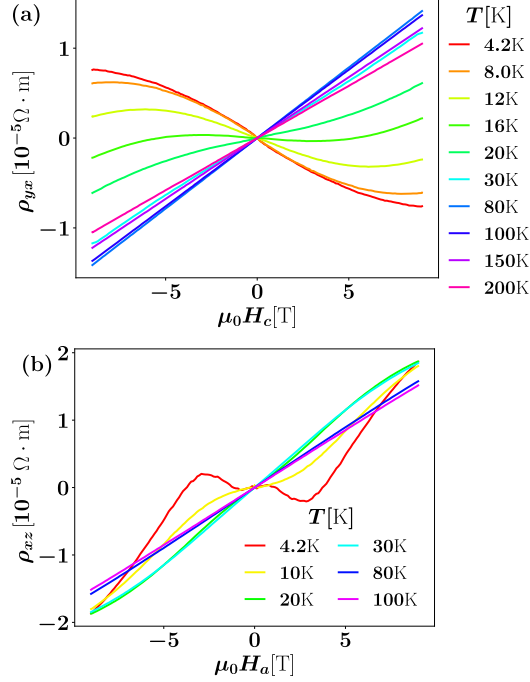 (a)
ρyx[10−5Ω · m]
1
0
−1
−5
0
5
μ0Hc[T]
T[K]
4.2K
8.0K
12K
16K
20K
30K
80K
100K
150K
200K
(b)
ρxz[10−5 Ω · m]
2
1
0
−1
−2
−5
0
5
μ0Ha[T]
T[K]
4.2K
10K
20K
30K
80K
100K